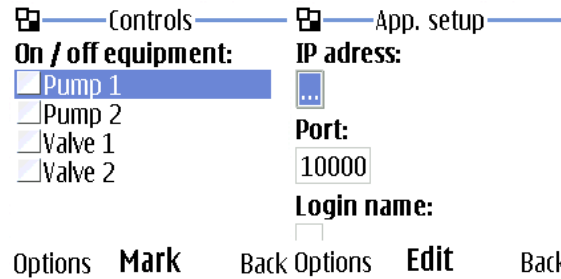 Controls
On / off equipment:
Pump 1
Pump 2
Valve 1
Valve 2
Options Mark Back
App. setup
IP adress:
...
Port:
10000
Login name:
Options Edit Back